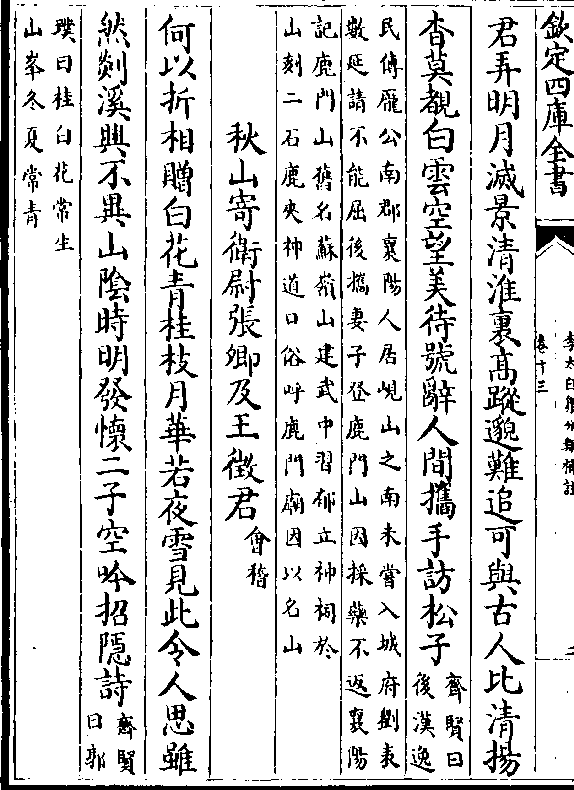 欽定四庫全書
李太白集分類補註
卷十三
二
君弄明月滅景清淮裏高蹤邈難追可與古人比清揚
杳莫覩白雲空望美待號辭人間攜手訪松子
齊賢曰
後漢逸
民傳龐公南郡襄陽人居峴山之南未嘗入城府劉表
數延請不能屈後攜妻子登鹿門山因採藥不返襄陽
記鹿門山舊名蘇嶺山建武中習郁立神祠於
山刻二石鹿夾神道口俗呼鹿門廟因以名山
秋山寄衛尉張卿及王徵君
會稽
何以折相贈白花青桂枝月華若夜雪見此令人思雖
然剡溪興不異山陰時明發懷二子空吟招隱詩
齊賢
曰郭
璞曰桂白花常生
山峯冬夏常青